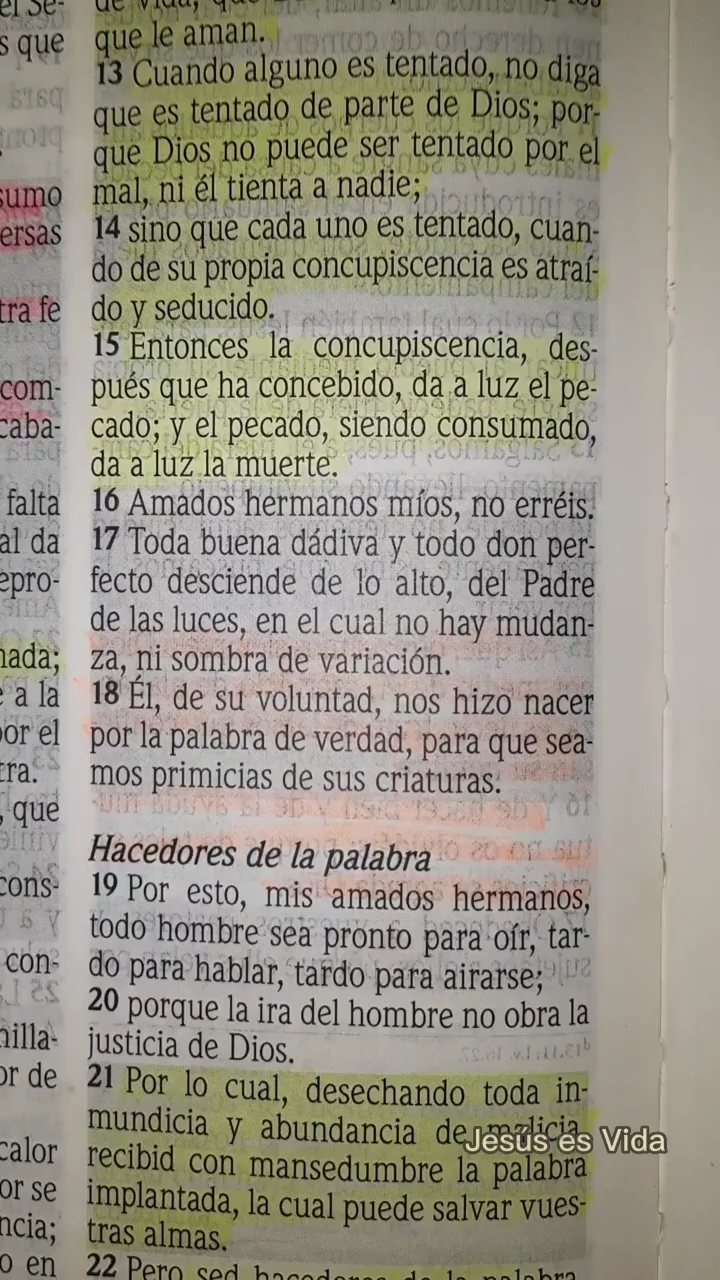 que le aman.
13 Cuando alguno es tentado, no diga
que es tentado de parte de Dios; por-
que Dios no puede ser tentado por el
mal, ni él tienta a nadie;
14 sino que cada uno es tentado, cuan-
do de su propia concupiscencia es atraí-
do y seducido.
15 Entonces la concupiscencia, des-
pués que ha concebido, da a luz el pe-
cado; y el pecado, siendo consumado,
da a luz la muerte.
16 Amados hermanos míos, no erréis.
17 Toda buena dádiva y todo don per-
fecto desciende de lo alto, del Padre
de las luces, en el cual no hay mudan-
za, ni sombra de variación.
18 Él, de su voluntad, nos hizo nacer
por la palabra de verdad, para que sea-
mos primicias de sus criaturas.
Hacedores de la palabra
19 Por esto, mis amados hermanos,
todo hombre sea pronto para oír, tar-
do para hablar, tardo para airarse;
20 porque la ira del hombre no obra la
justicia de Dios.
21 Por lo cual, desechando toda in-
mundicia y abundancia de malicia
recibid con mansedumbre la palabra
implantada, la cual puede salvar vues-
tras almas.
22 Pero sed hacedores de la palabra
Jesús es Vida
s que
sumo
ersas
tra fe
com-
caba-
falta
al da
epro-
nada;
a la
por el
tra.
, que
cons-
con-
nilla-
or de
calor
or se
ncia;
o en